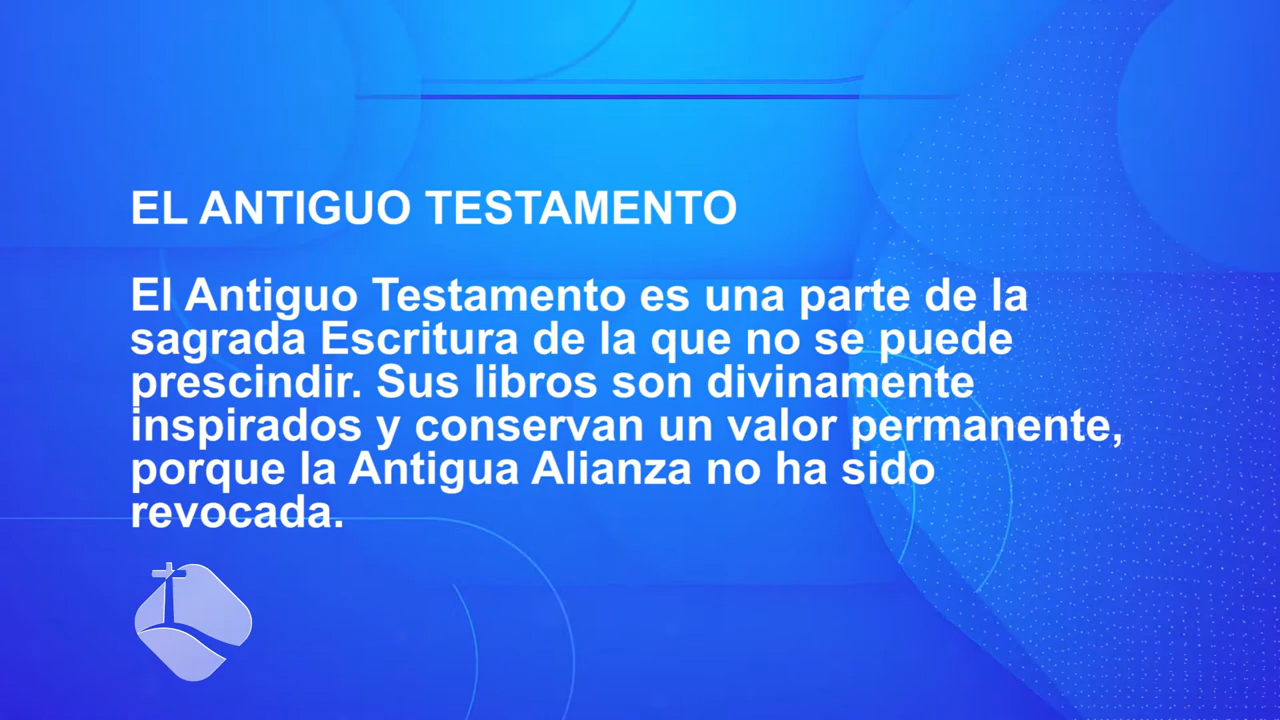 EL ANTIGUO TESTAMENTO
El Antiguo Testamento es una parte de la
sagrada Escritura de la que no se puede
prescindir. Sus libros son divinamente
inspirados y conservan un valor permanente,
porque la Antigua Alianza no ha sido
revocada.